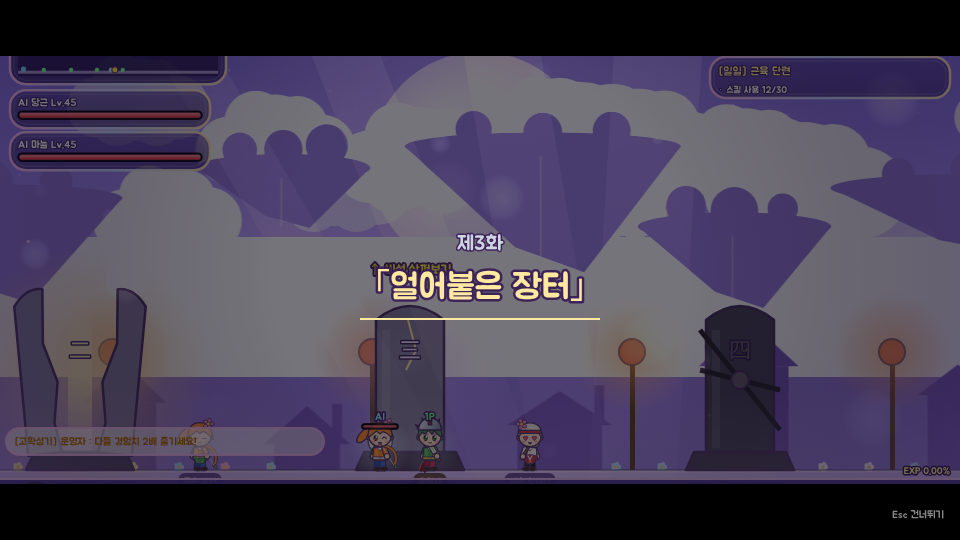 AI 당근 Lv.45
AI 마늘 Lv.45
[일일] 근육 단련
· 스킬 사용 12/30
제3화
「얼어붙은 장터」
二
三
四
AI
1P
[고확성기] 운영자 : 다들 경험치 2배 즐기세요!
EXP 0.00%
Esc 건너뛰기